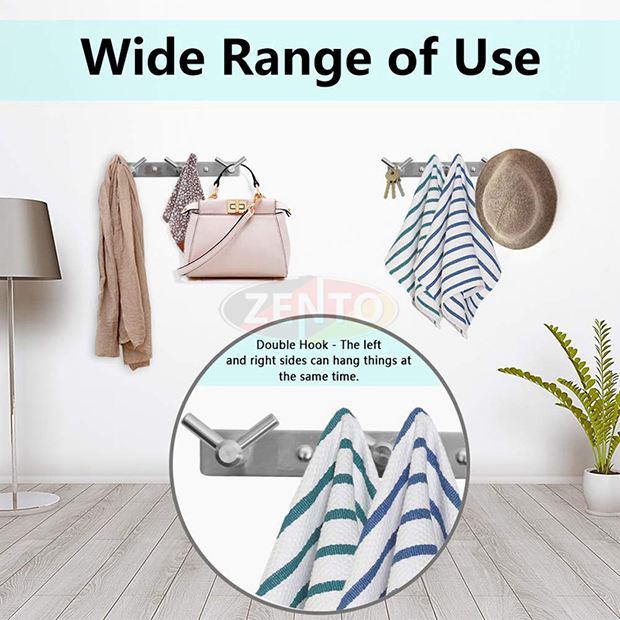 Wide Range of Use
ZENTO
Double Hook - The left
and right sides can hang things at
the same time.